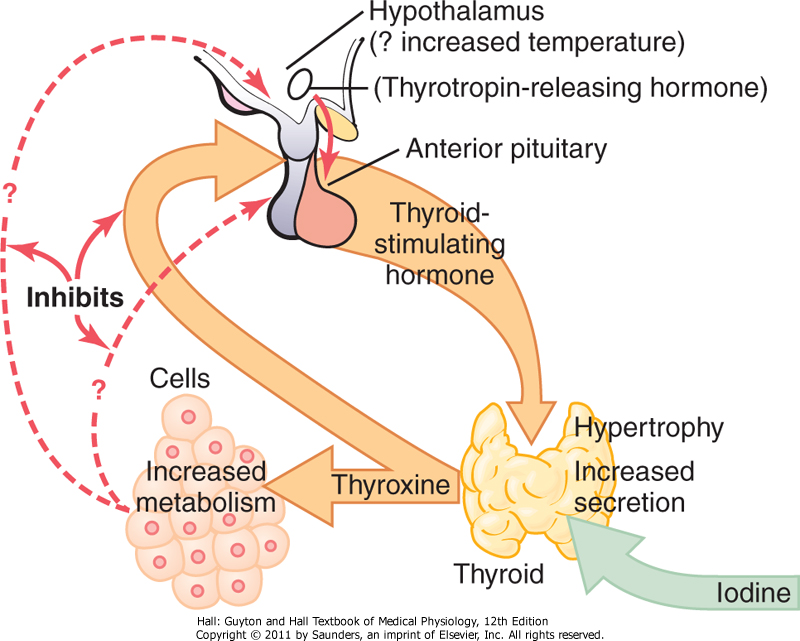 Hypothalamus
(? increased temperature)
(Thyrotropin-releasing hormone)
Anterior pituitary
?
Thyroid-
stimulating
hormone
Inhibits
?
Cells
Hypertrophy
Increased
metabolism
Thyroxine
Increased
secretion
Thyroid
Iodine
Hall: Guyton and Hall Textbook of Medical Physiology, 12th Edition
Copyright © 2011 by Saunders, an imprint of Elsevier, Inc. All rights reserved.